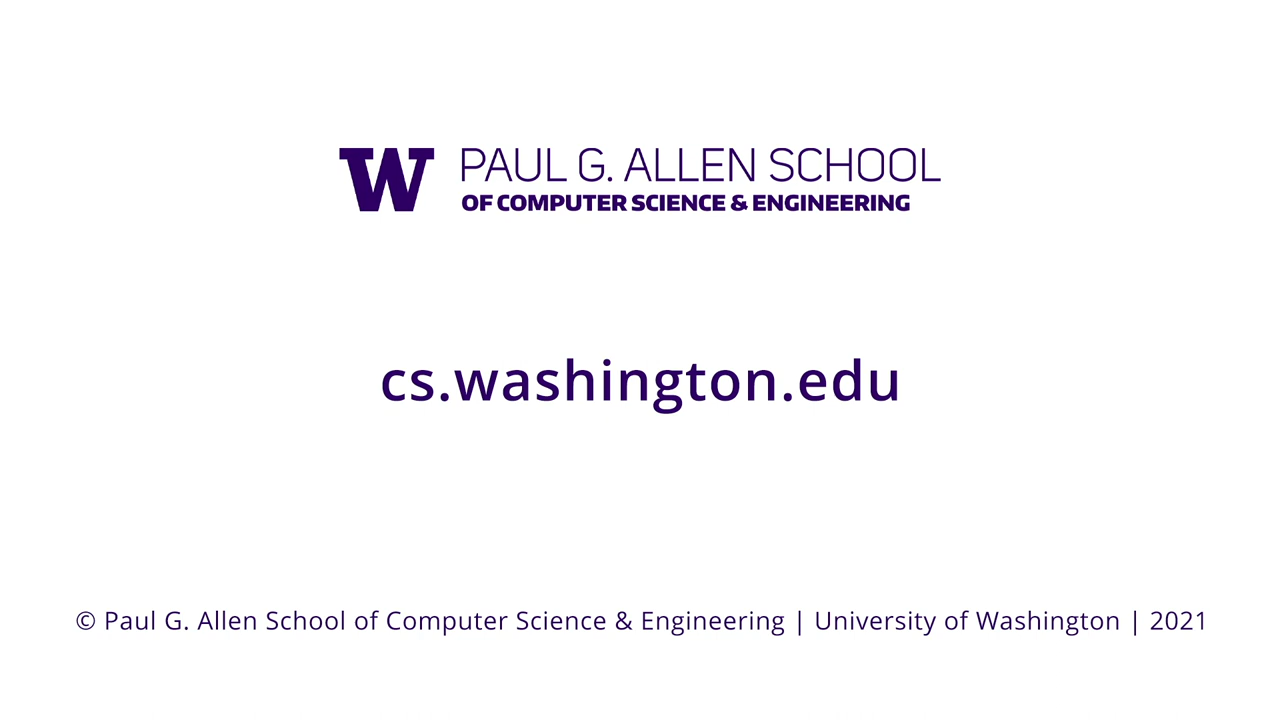 W PAUL G. ALLEN SCHOOL
OF COMPUTER SCIENCE & ENGINEERING
cs.washington.edu
© Paul G. Allen School of Computer Science & Engineering | University of Washington | 2021